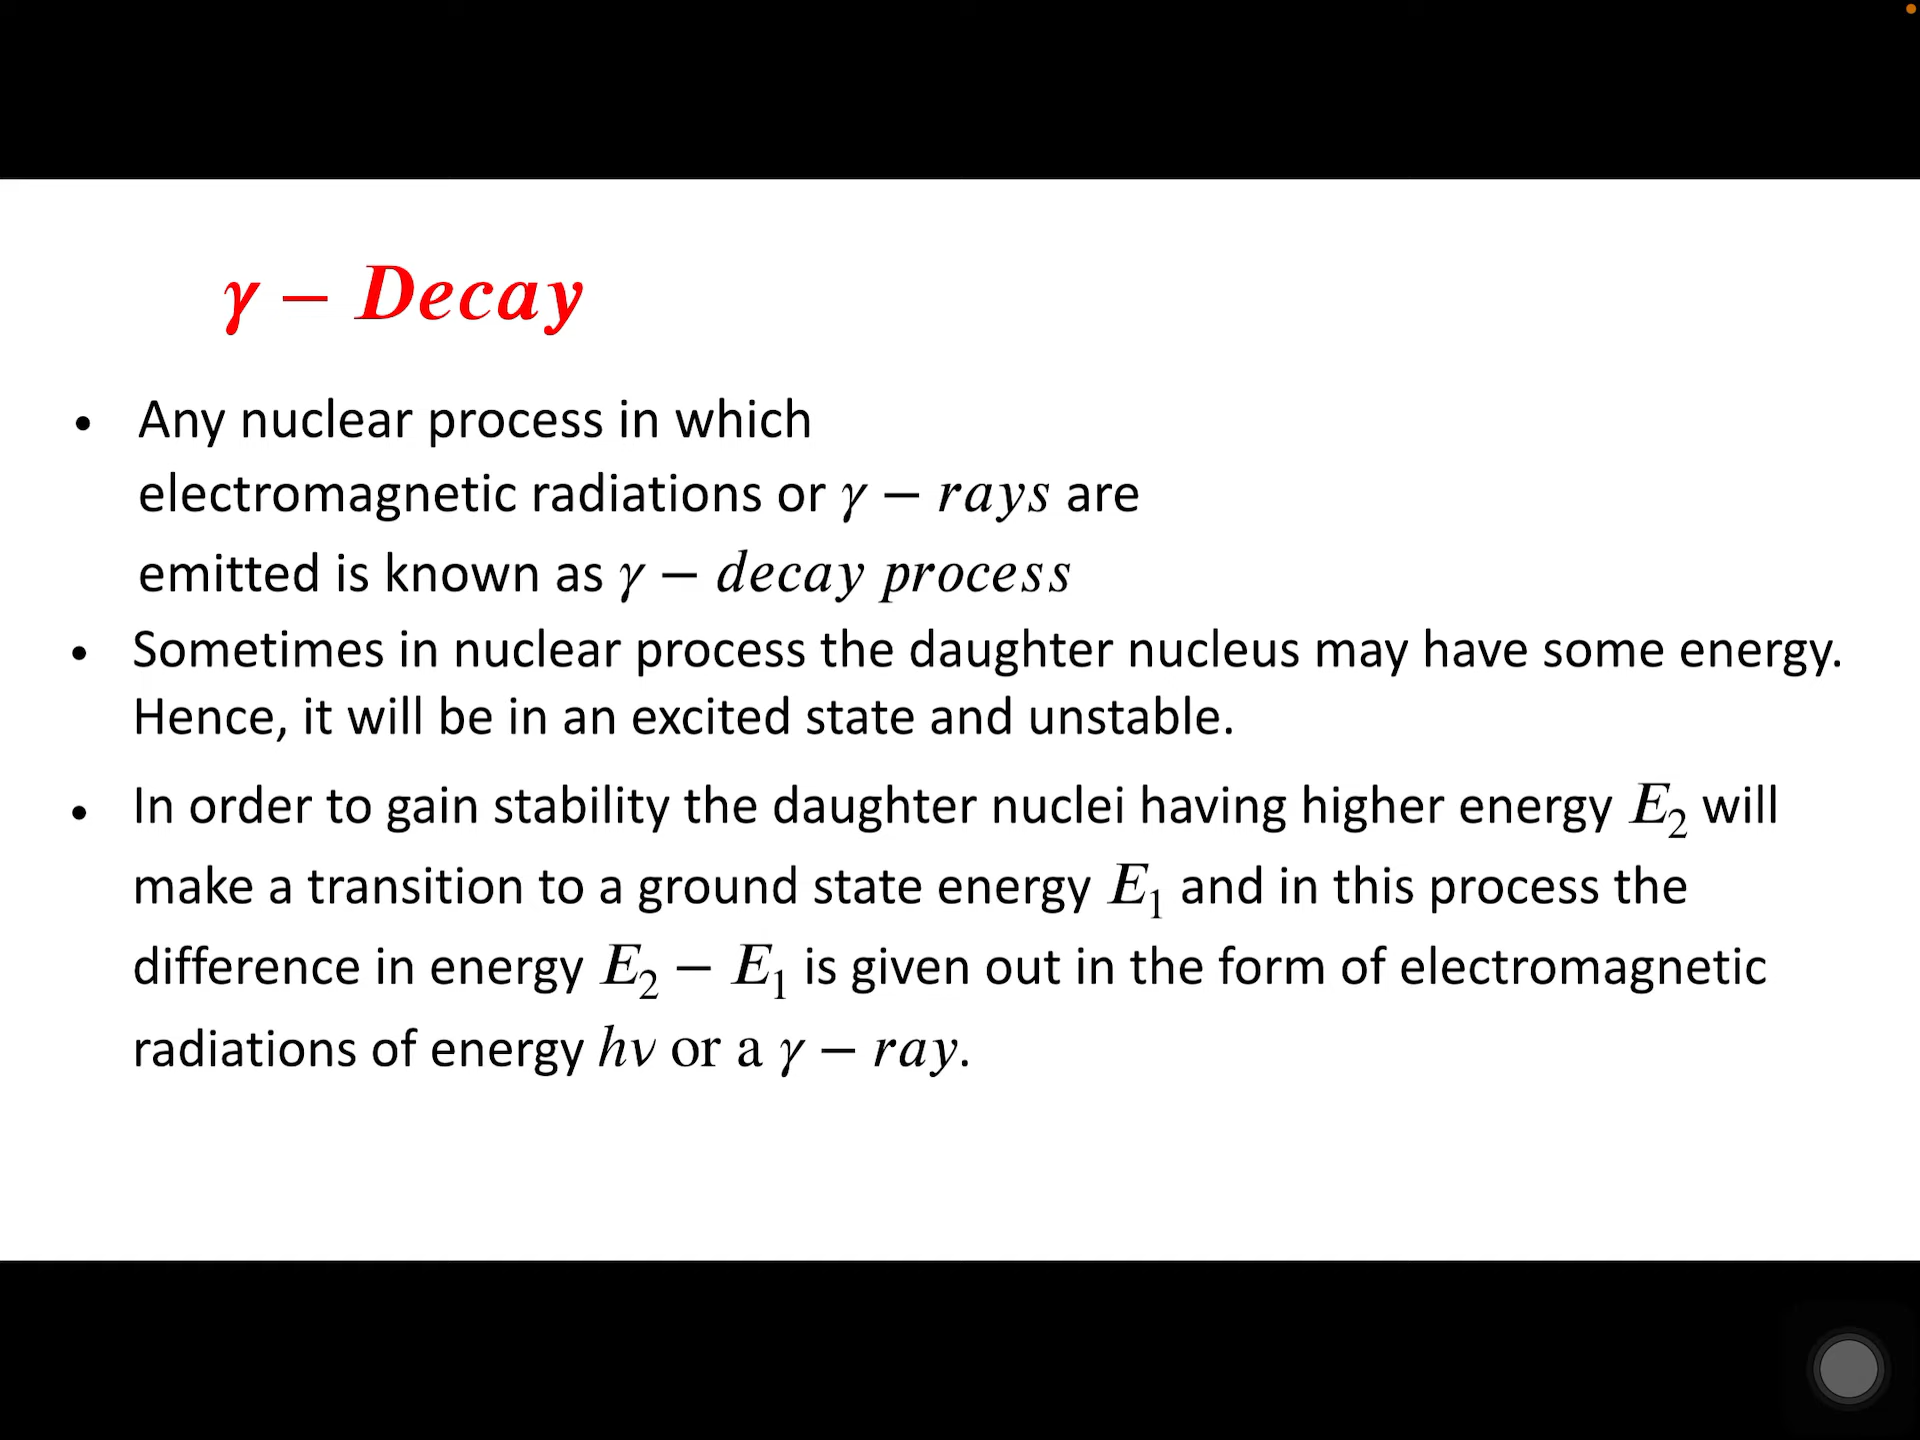 γ − Decay
• Any nuclear process in which
electromagnetic radiations or γ − rays are
emitted is known as γ − decay process
• Sometimes in nuclear process the daughter nucleus may have some energy.
Hence, it will be in an excited state and unstable.
• In order to gain stability the daughter nuclei having higher energy E₂ will
make a transition to a ground state energy E₁ and in this process the
difference in energy E₂ − E₁ is given out in the form of electromagnetic
radiations of energy hν or a γ − ray.